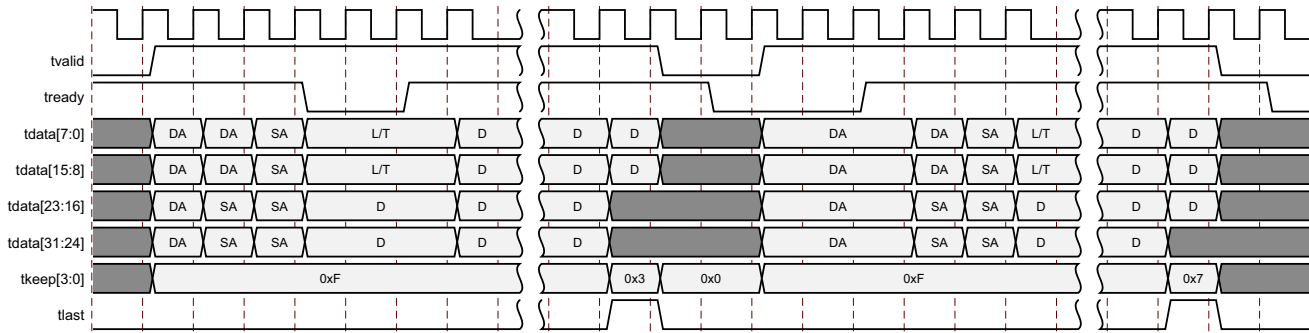 tvalid
tready
tdata[7:0] DA DA SA L/T D D D DA DA SA L/T D D
tdata[15:8] DA DA SA L/T D D D DA DA SA L/T D D
tdata[23:16] DA SA SA D D D DA SA SA D D D
tdata[31:24] DA SA SA D D D DA SA SA D D
tkeep[3:0] 0xF 0x3 0x0 0xF 0x7
tlast